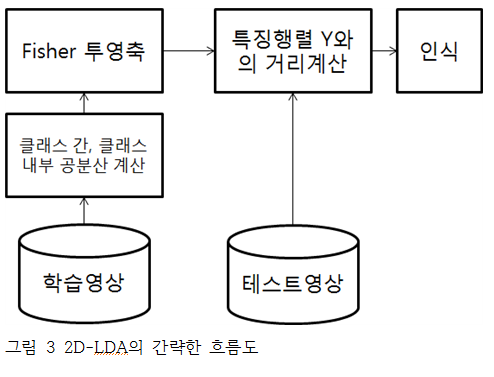 Fisher 투영축
특징행렬 Y와
의 거리계산
인식
클래스 간, 클래스
내부 공분산 계산
학습영상
테스트영상
그림 3 2D-LDA의 간략한 흐름도